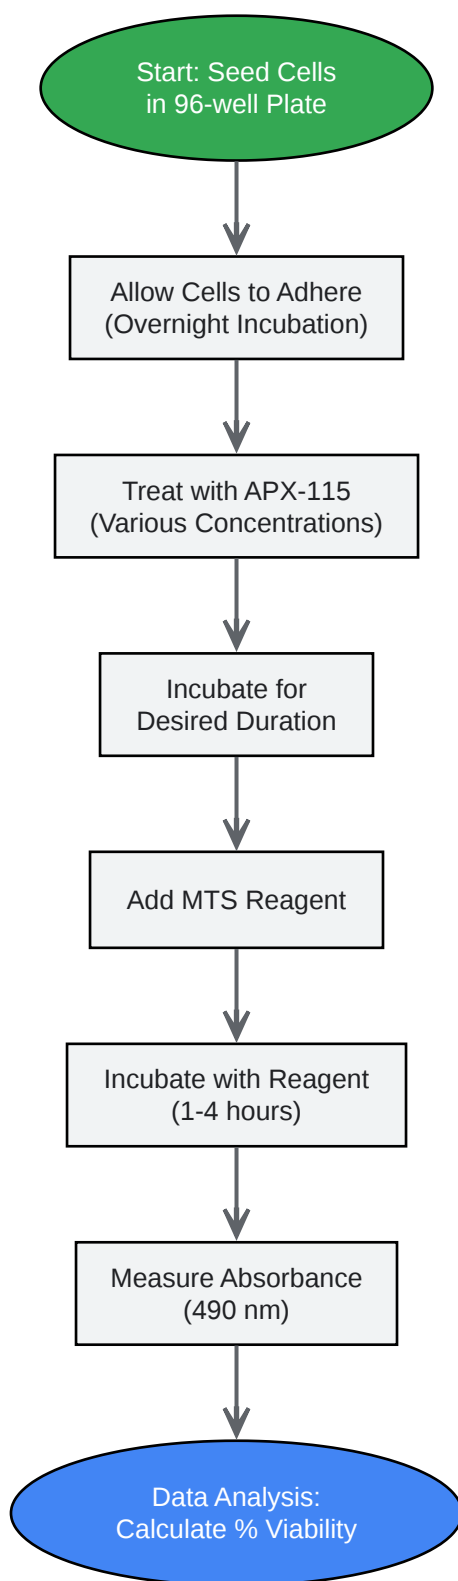 Start: Seed Cells
in 96-well Plate
Allow Cells to Adhere
(Overnight Incubation)
Treat with APX-115
(Various Concentrations)
Incubate for
Desired Duration
Add MTS Reagent
Incubate with Reagent
(1-4 hours)
Measure Absorbance
(490 nm)
Data Analysis:
Calculate % Viability